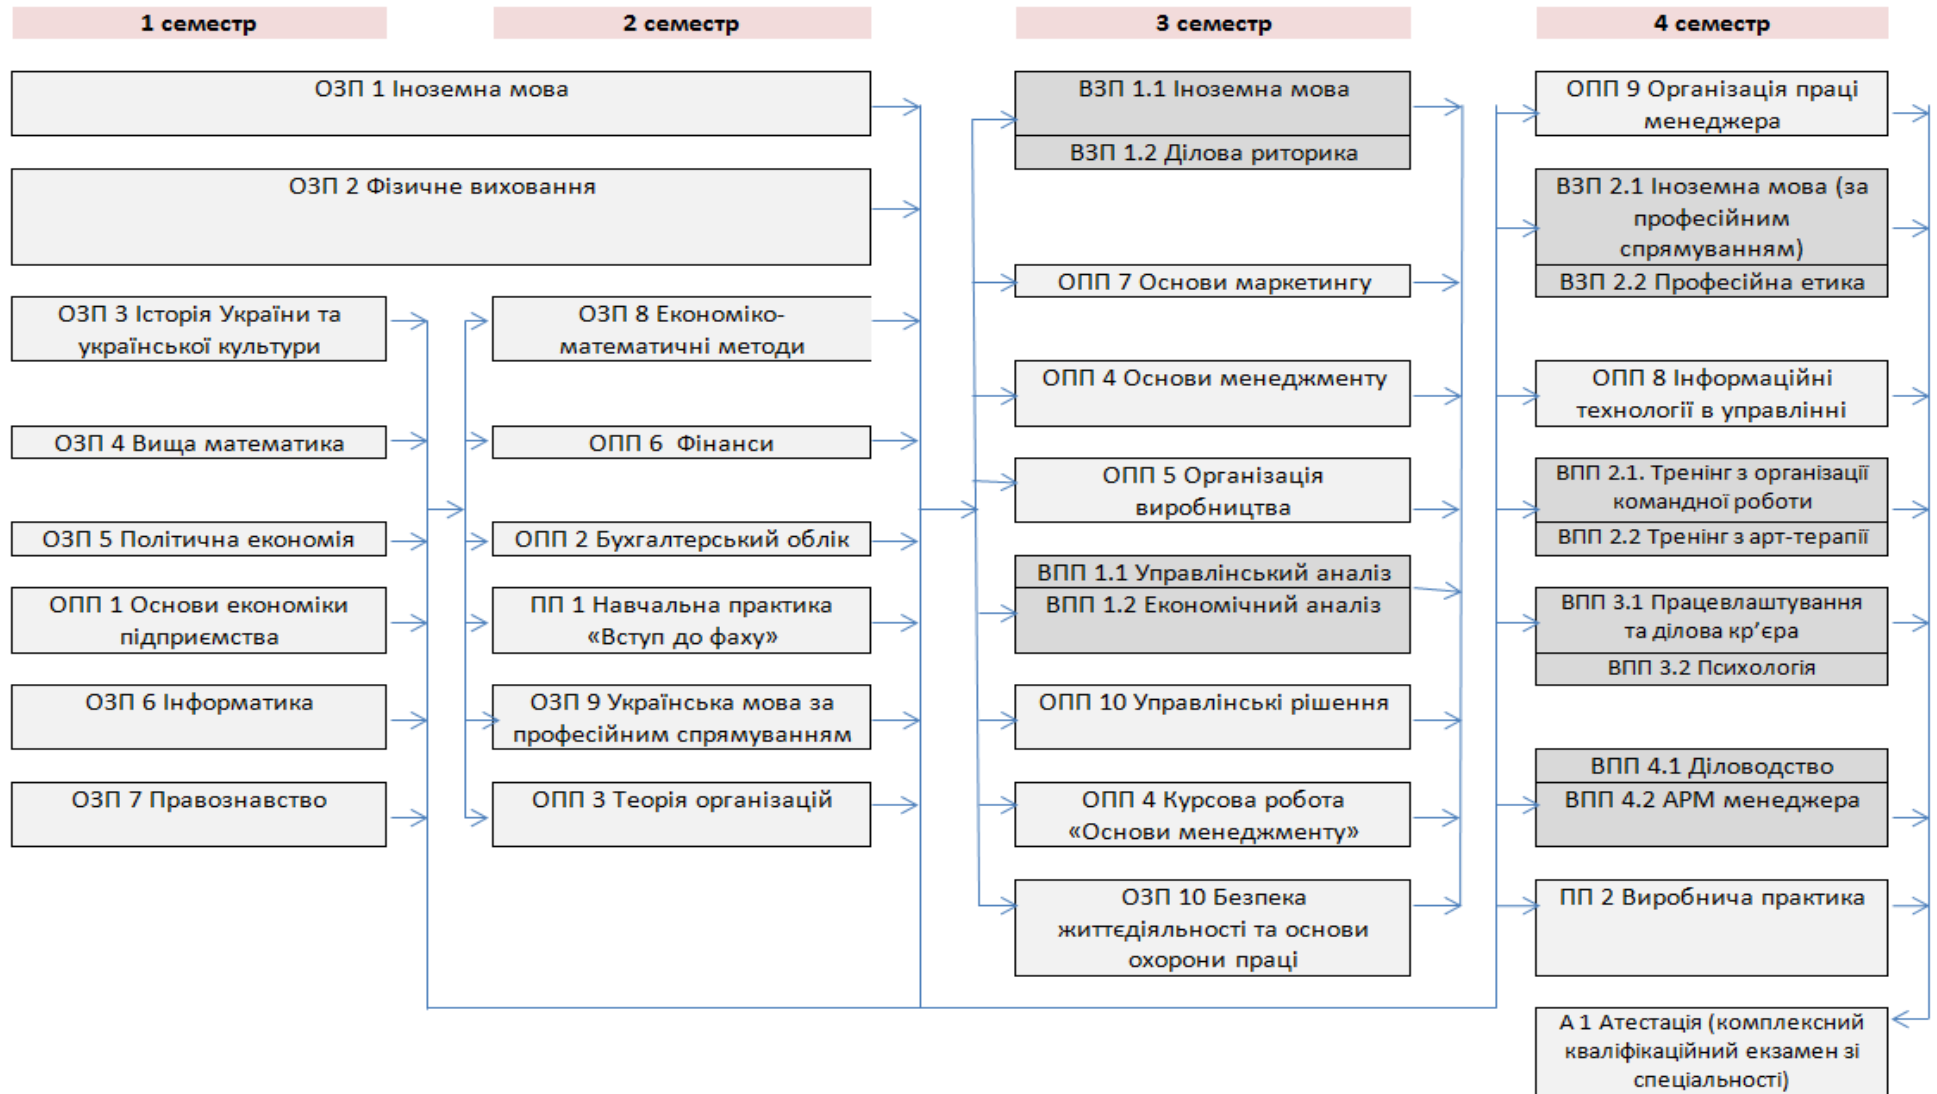 1 семестр
2 семестр
3 семестр
4 семестр
ОЗП 1 Іноземна мова
ОЗП 2 Фізичне виховання
ОЗП 3 Історія України та
української культури
ОЗП 4 Вища математика
ОЗП 5 Політична економія
ОПП 1 Основи економіки
підприємства
ОЗП 6 Інформатика
ОЗП 7 Правознавство
ОЗП 8 Економіко-
математичні методи
ОПП 6 Фінанси
ОПП 2 Бухгалтерський облік
ПП 1 Навчальна практика
«Вступ до фаху»
ОЗП 9 Українська мова за
професійним спрямуванням
ОПП 3 Теорія організацій
ВЗП 1.1 Іноземна мова
ВЗП 1.2 Ділова риторика
ОПП 7 Основи маркетингу
ОПП 4 Основи менеджменту
ОПП 5 Організація
виробництва
ВПП 1.1 Управлінський аналіз
ВПП 1.2 Економічний аналіз
ОПП 10 Управлінські рішення
ОПП 4 Курсова робота
«Основи менеджменту»
ОЗП 10 Безпека
життєдіяльності та основи
охорони праці
ОПП 9 Організація праці
менеджера
ВЗП 2.1 Іноземна мова (за
професійним
спрямуванням)
ВЗП 2.2 Професійна етика
ОПП 8 Інформаційні
технології в управлінні
ВПП 2.1. Тренінг з організації
командної роботи
ВПП 2.2 Тренінг з арт-терапії
ВПП 3.1 Працевлаштування
та ділова кр’єра
ВПП 3.2 Психологія
ВПП 4.1 Діловодство
ВПП 4.2 АРМ менеджера
ПП 2 Виробнича практика
А 1 Атестація (комплексний
кваліфікаційний екзамен зі
спеціальності)